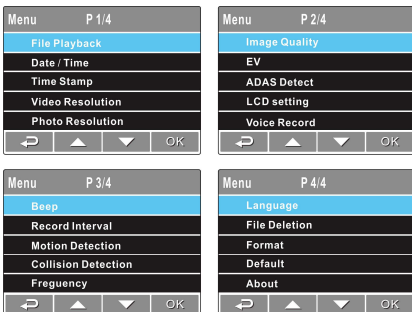 Menu P 1/4
File Playback
Date / Time
Time Stamp
Video Resolution
Photo Resolution
OK
Menu P 2/4
Image Quality
EV
ADAS Detect
LCD setting
Voice Record
OK
Menu P 3/4
Beep
Record Interval
Motion Detection
Collision Detection
Freguency
OK
Menu P 4/4
Language
File Deletion
Format
Default
About
OK